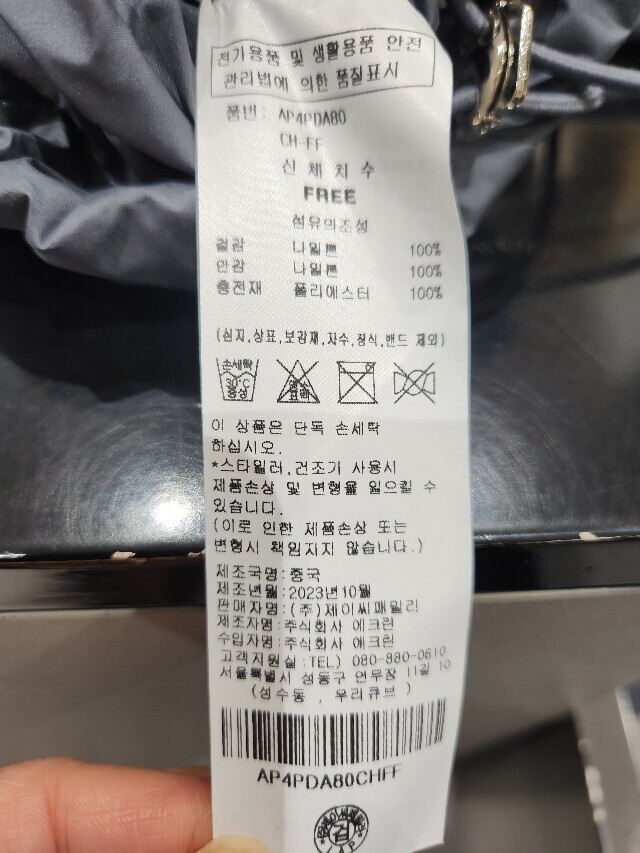 전기용품 및 생활용품 안전
관리법에 의한 품질표시
품번: AP4PDA80
CH-FF
신체치수
FREE
섬유의조성
겉감 나일론 100%
안감 나일론 100%
충전재 폴리에스터 100%
(심지,상표,보강재,자수,장식,밴드 제외)
손세탁
30°C
중성
염소
표백
이 상품은 단독 손세탁
하십시오.
*스타일러,건조기 사용시
제품손상 및 변형을 일으킬 수
있습니다.
(이로 인한 제품손상 또는
변형시 책임지지 않습니다.)
제조국명:중국
제조년월:2023년10월
판매자명:(주)제이씨패밀리
제조자명:주식회사 에크린
수입자명:주식회사 에크린
고객지원실:TEL) 080-880-0610
서울특별시 성동구 연무장 11길 10
(성수동 , 우리큐브 )
AP4PDA80CHFF
검
LAP